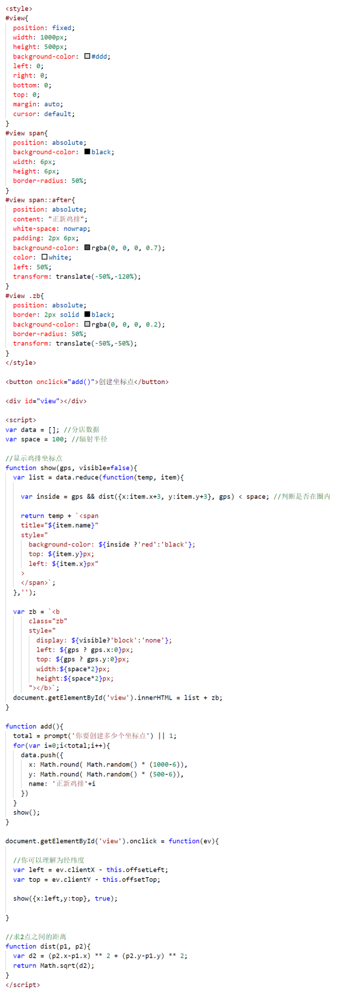 <style>
#view{
position: fixed;
width: 1000px;
height: 500px;
background-color: #ddd;
left: 0;
right: 0;
bottom: 0;
top: 0;
margin: auto;
cursor: default;
}
#view span{
position: absolute;
background-color: black;
width: 6px;
height: 6px;
border-radius: 50%;
}
#view span::after{
position: absolute;
content: "正新鸡排";
white-space: nowrap;
padding: 2px 6px;
background-color: rgba(0, 0, 0, 0.7);
color: white;
left: 50%;
transform: translate(-50%,-120%);
}
#view .zb{
position: absolute;
border: 2px solid black;
background-color: rgba(0, 0, 0, 0.2);
border-radius: 50%;
transform: translate(-50%,-50%);
}
</style>
<button onclick="add()">创建坐标点</button>
<div id="view"></div>
<script>
var data = []; //分店数据
var space = 100; //辐射半径
//显示鸡排坐标点
function show(gps, visible=false){
var list = data.reduce(function(temp, item){
var inside = gps && dist({x:item.x+3, y:item.y+3}, gps) < space; //判断是否在圈内
return temp + `<span
title="${item.name}"
style="
background-color: ${inside ?'red':'black'};
top: ${item.y}px;
left: ${item.x}px"
>
</span>`;
},'');
var zb = `<b
class="zb"
style="
display: ${visible?'block':'none'};
left: ${gps ? gps.x:0}px;
top: ${gps ? gps.y:0}px;
width:${space*2}px;
height:${space*2}px;
"></b>`;
document.getElementById('view').innerHTML = list + zb;
}
function add(){
total = prompt('你要创建多少个坐标点') || 1;
for(var i=0;i<total;i++){
data.push({
x: Math.round( Math.random() * (1000-6)),
y: Math.round( Math.random() * (500-6)),
name: '正新鸡排'+i
})
}
show();
}
document.getElementById('view').onclick = function(ev){
//你可以理解为经纬度
var left = ev.clientX - this.offsetLeft;
var top = ev.clientY - this.offsetTop;
show({x:left,y:top}, true);
}
//求2点之间的距离
function dist(p1, p2){
var d2 = (p2.x-p1.x) ** 2 + (p2.y-p1.y) ** 2;
return Math.sqrt(d2);
}
</script>